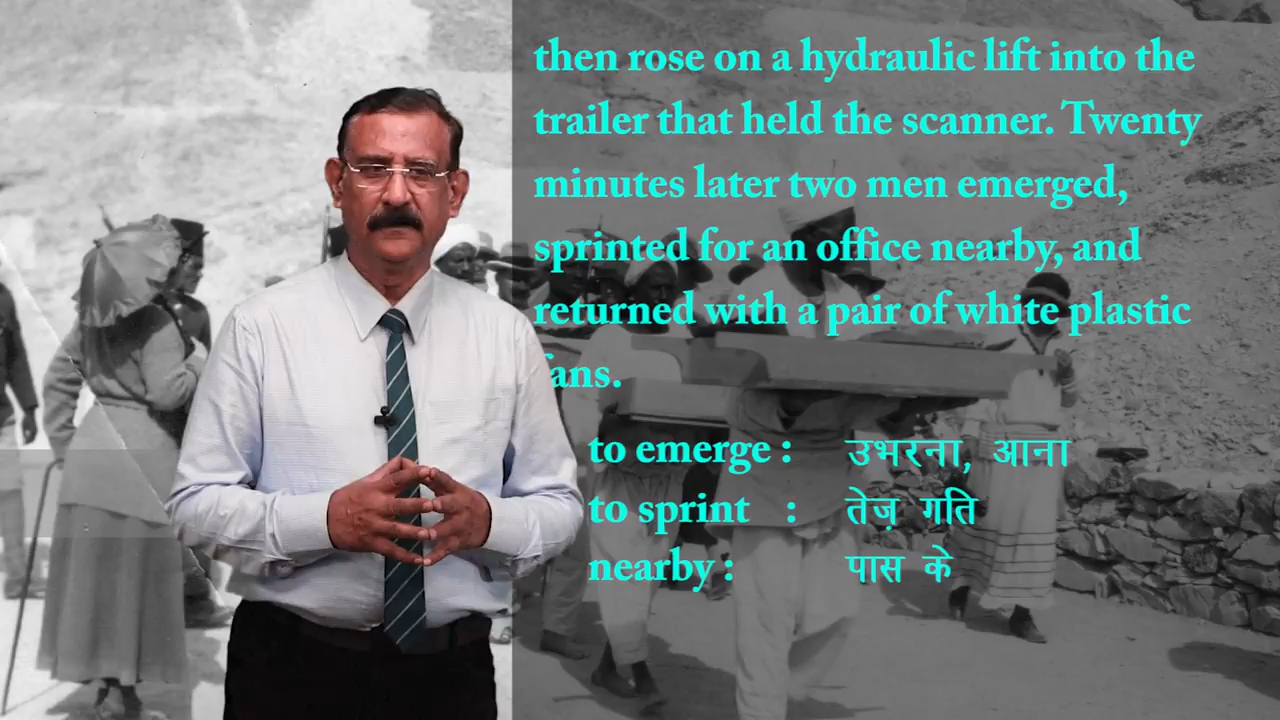 then rose on a hydraulic lift into the
trailer that held the scanner. Twenty
minutes later two men emerged,
sprinted for an office nearby, and
returned with a pair of white plastic
fans.
to emerge : उभरना, आना
to sprint : तेज़ गति
nearby : पास के